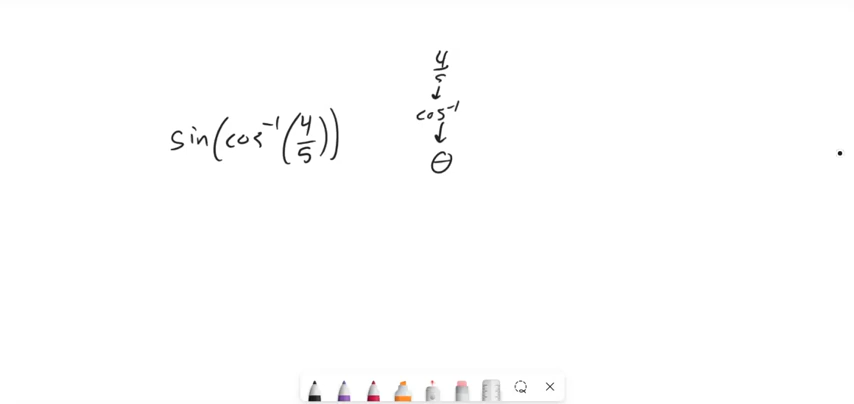 sin(cos⁻¹(4/5))
4/5
↓
cos⁻¹
↓
θ